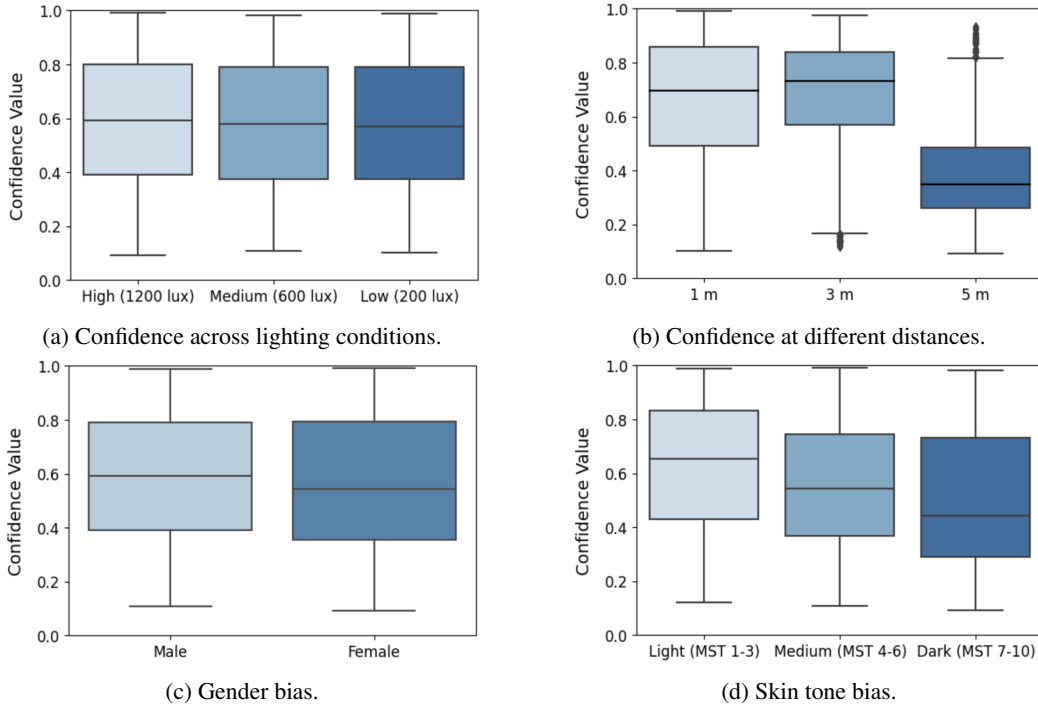 Confidence Value
1.0
0.8
0.6
0.4
0.2
0.0
High (1200 lux) Medium (600 lux) Low (200 lux)
(a) Confidence across lighting conditions.
Confidence Value
1.0
0.8
0.6
0.4
0.2
0.0
1 m 3 m 5 m
(b) Confidence at different distances.
Confidence Value
1.0
0.8
0.6
0.4
0.2
0.0
Male Female
(c) Gender bias.
Confidence Value
1.0
0.8
0.6
0.4
0.2
0.0
Light (MST 1-3) Medium (MST 4-6) Dark (MST 7-10)
(d) Skin tone bias.